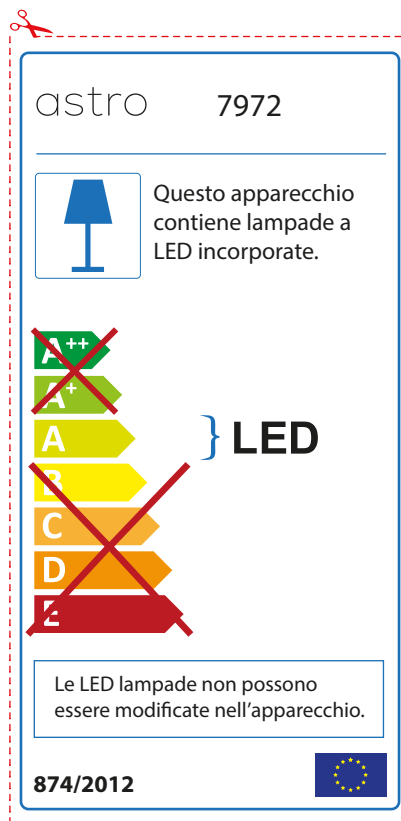 astro 7972
Questo apparecchio
contiene lampade a
LED incorporate.
A++
A+
A
} LED
B
C
D
E
Le LED lampade non possono
essere modificate nell'apparecchio.
874/2012